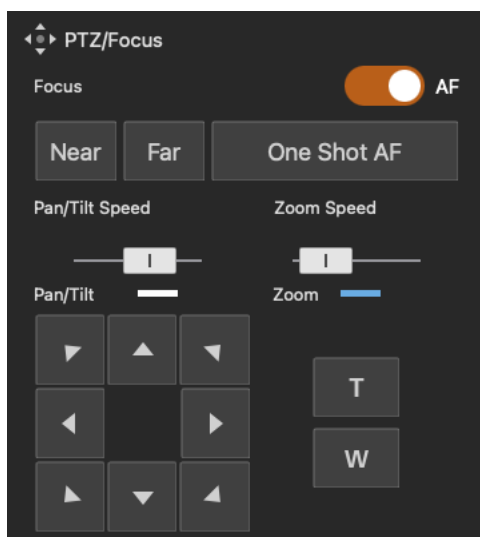 PTZ/Focus
Focus AF
Near Far One Shot AF
Pan/Tilt Speed Zoom Speed
Pan/Tilt Zoom
T
W